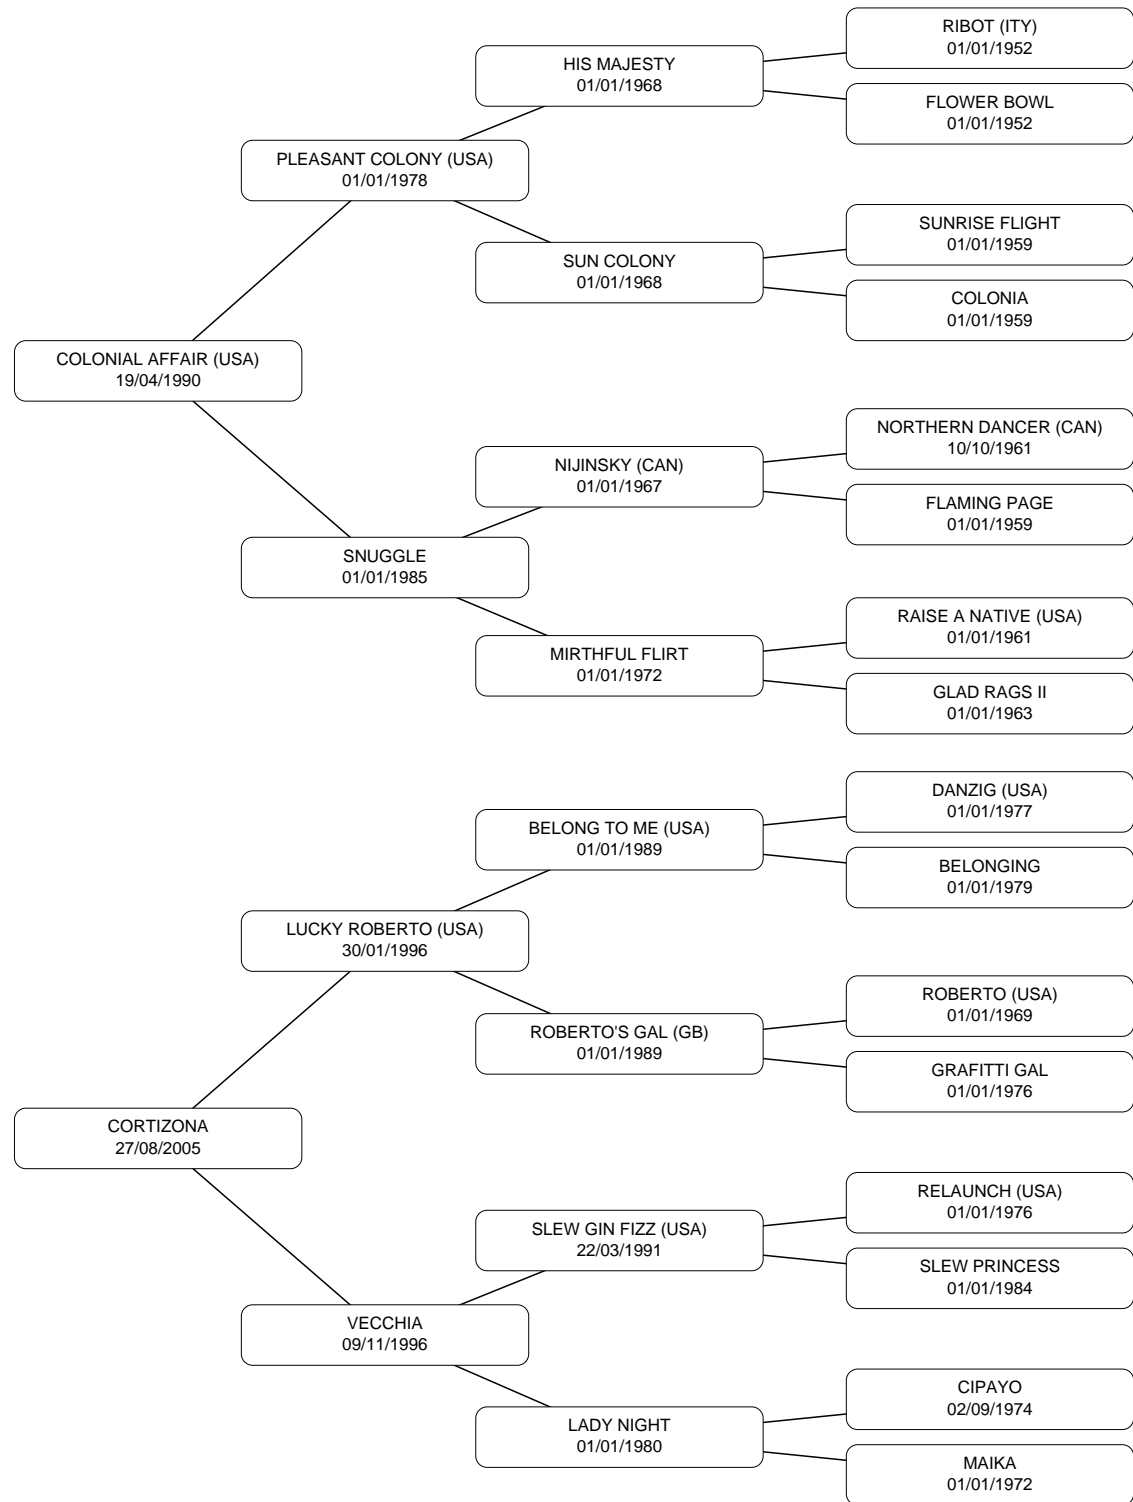 RIBOT (ITY)
01/01/1952
HIS MAJESTY
01/01/1968
FLOWER BOWL
01/01/1952
PLEASANT COLONY (USA)
01/01/1978
SUNRISE FLIGHT
01/01/1959
SUN COLONY
01/01/1968
COLONIA
01/01/1959
COLONIAL AFFAIR (USA)
19/04/1990
NORTHERN DANCER (CAN)
10/10/1961
NIJINSKY (CAN)
01/01/1967
FLAMING PAGE
01/01/1959
SNUGGLE
01/01/1985
RAISE A NATIVE (USA)
01/01/1961
MIRTHFUL FLIRT
01/01/1972
GLAD RAGS II
01/01/1963
DANZIG (USA)
01/01/1977
BELONG TO ME (USA)
01/01/1989
BELONGING
01/01/1979
LUCKY ROBERTO (USA)
30/01/1996
ROBERTO (USA)
01/01/1969
ROBERTO'S GAL (GB)
01/01/1989
GRAFITTI GAL
01/01/1976
CORTIZONA
27/08/2005
RELAUNCH (USA)
01/01/1976
SLEW GIN FIZZ (USA)
22/03/1991
SLEW PRINCESS
01/01/1984
VECCHIA
09/11/1996
CIPAYO
02/09/1974
LADY NIGHT
01/01/1980
MAIKA
01/01/1972